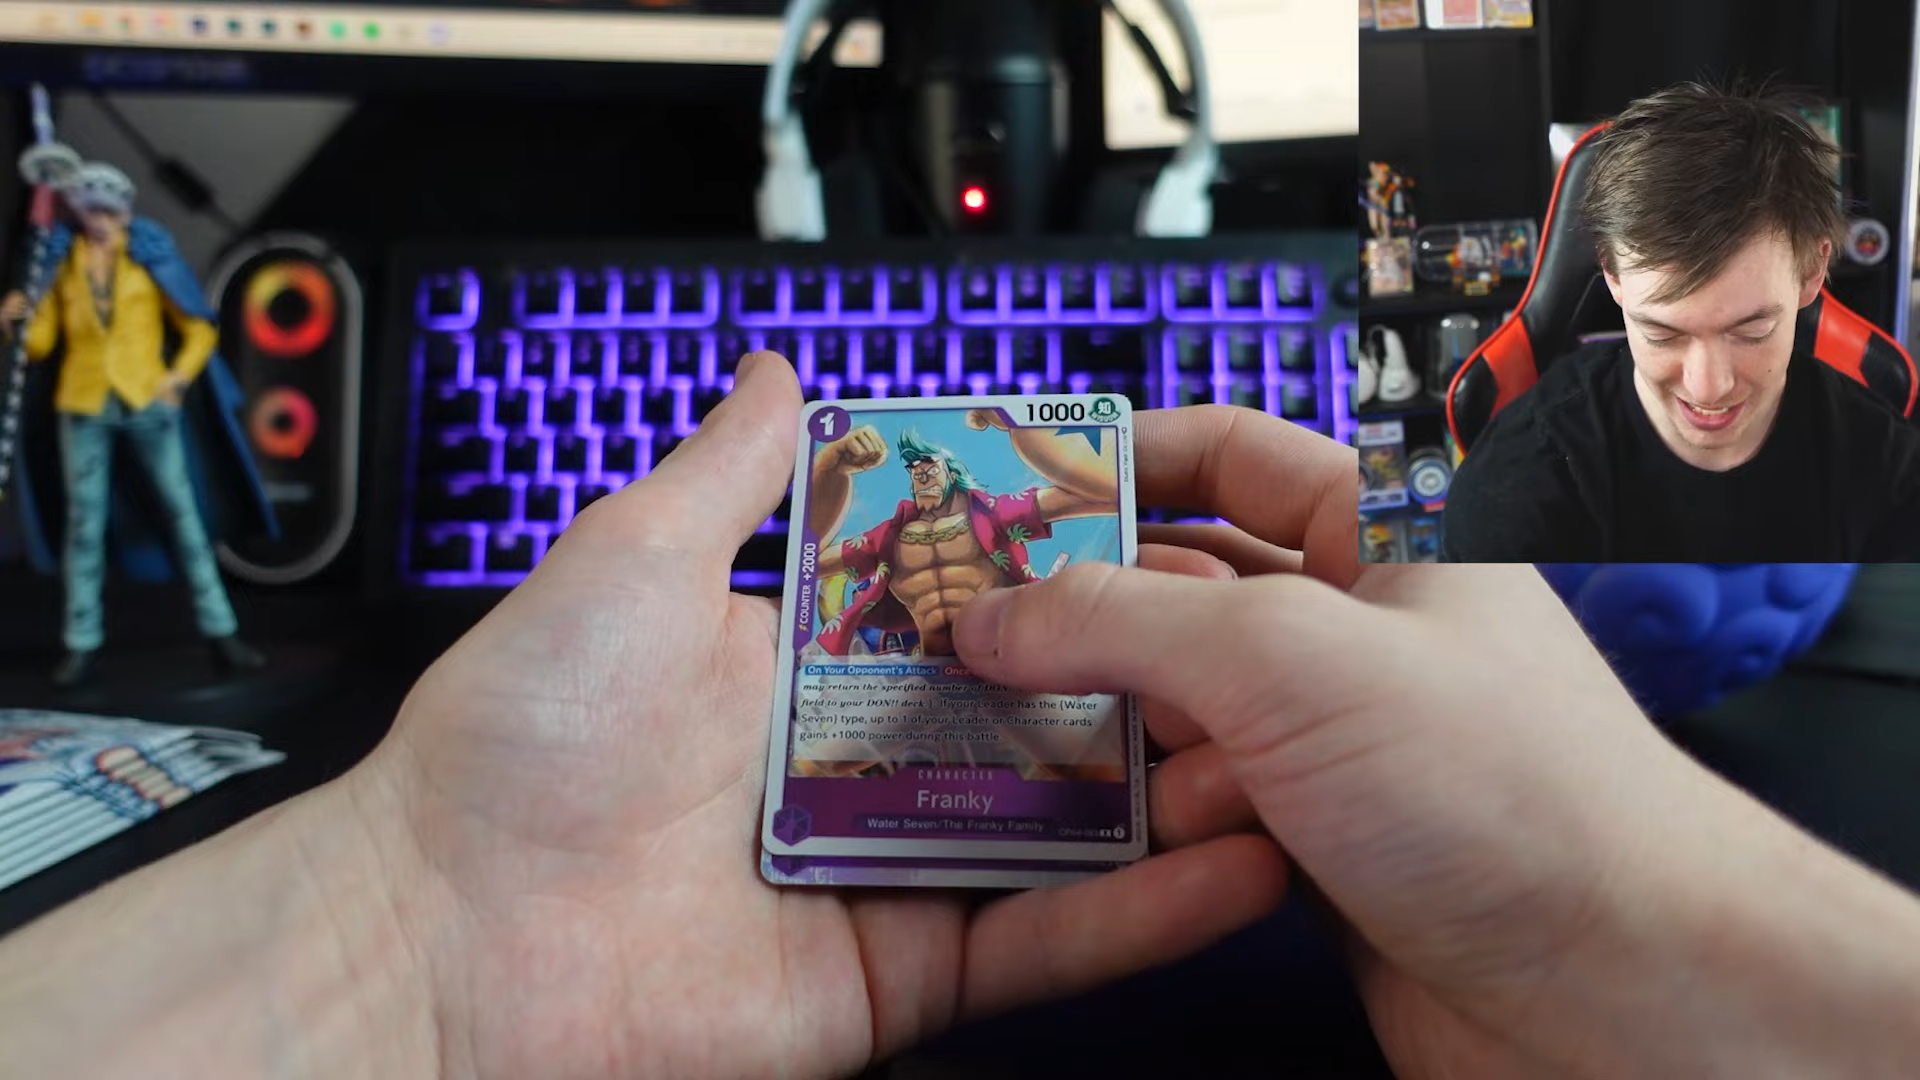 1
1000 知
COUNTER +2000
On Your Opponent's Attack Once
may return the specified number of DON
field to your DON!! deck.): If your Leader has the {Water
Seven} type, up to 1 of your Leader or Character cards
gains +1000 power during this battle.
CHARACTER
Franky
Water Seven/The Franky Family